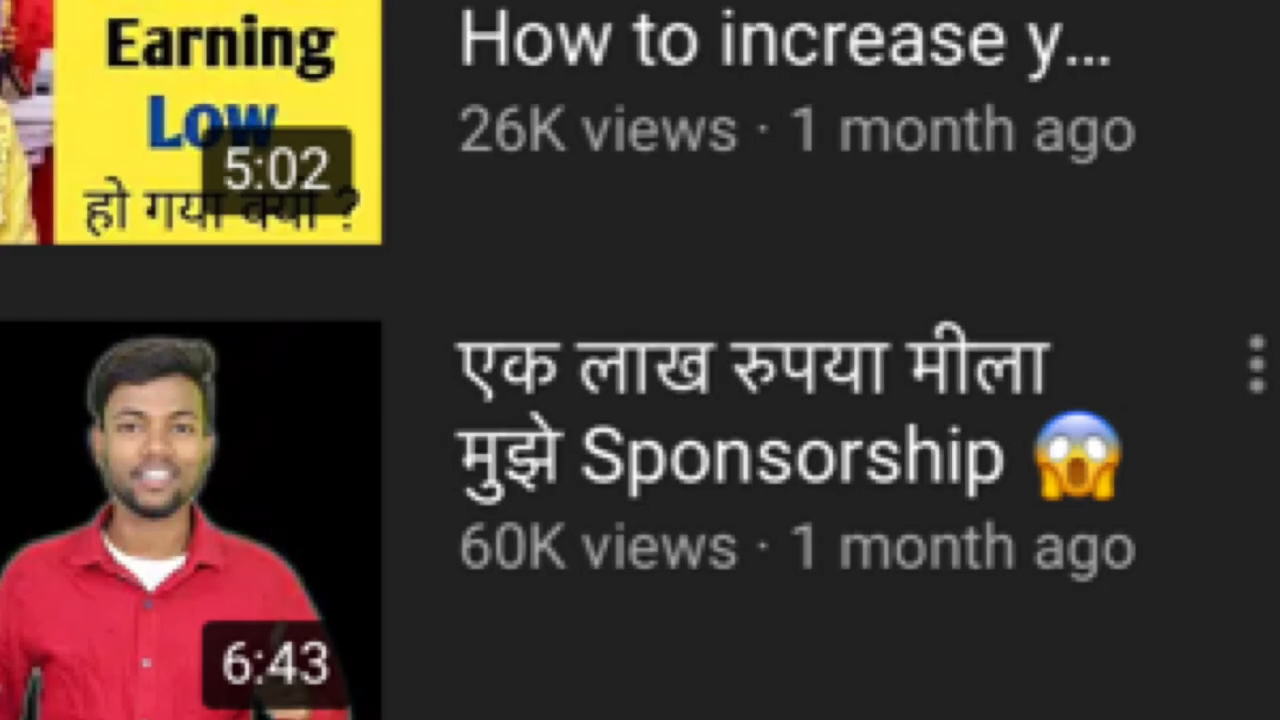 Earning
Low
5:02
हो गया क्या ?
How to increase y...
26K views · 1 month ago
एक लाख रुपया मीला
मुझे Sponsorship 😱
60K views · 1 month ago
6:43